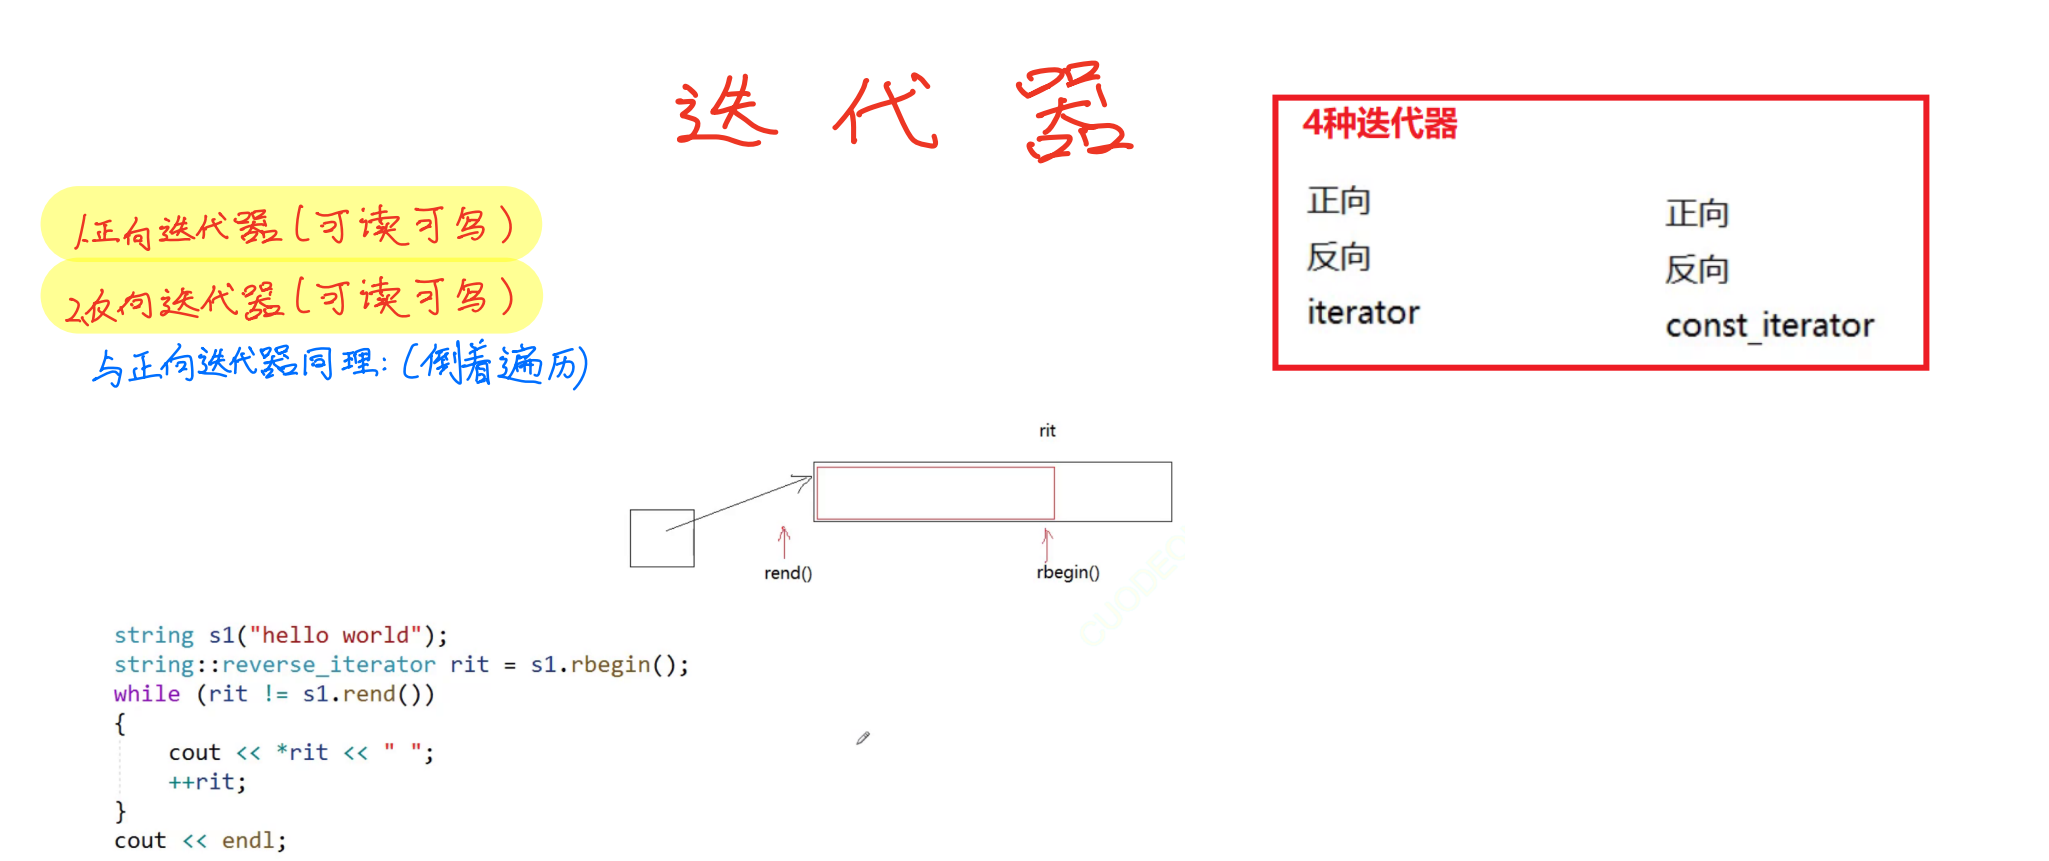 迭代器
4种迭代器
正向
反向
iterator
正向
反向
const_iterator
1.正向迭代器(可读可写)
2.反向迭代器(可读可写)
与正向迭代器同理:(倒着遍历)
rit
rend()
rbegin()
string s1("hello world");
string::reverse_iterator rit = s1.rbegin();
while (rit != s1.rend())
{
cout << *rit << " ";
++rit;
}
cout << endl;